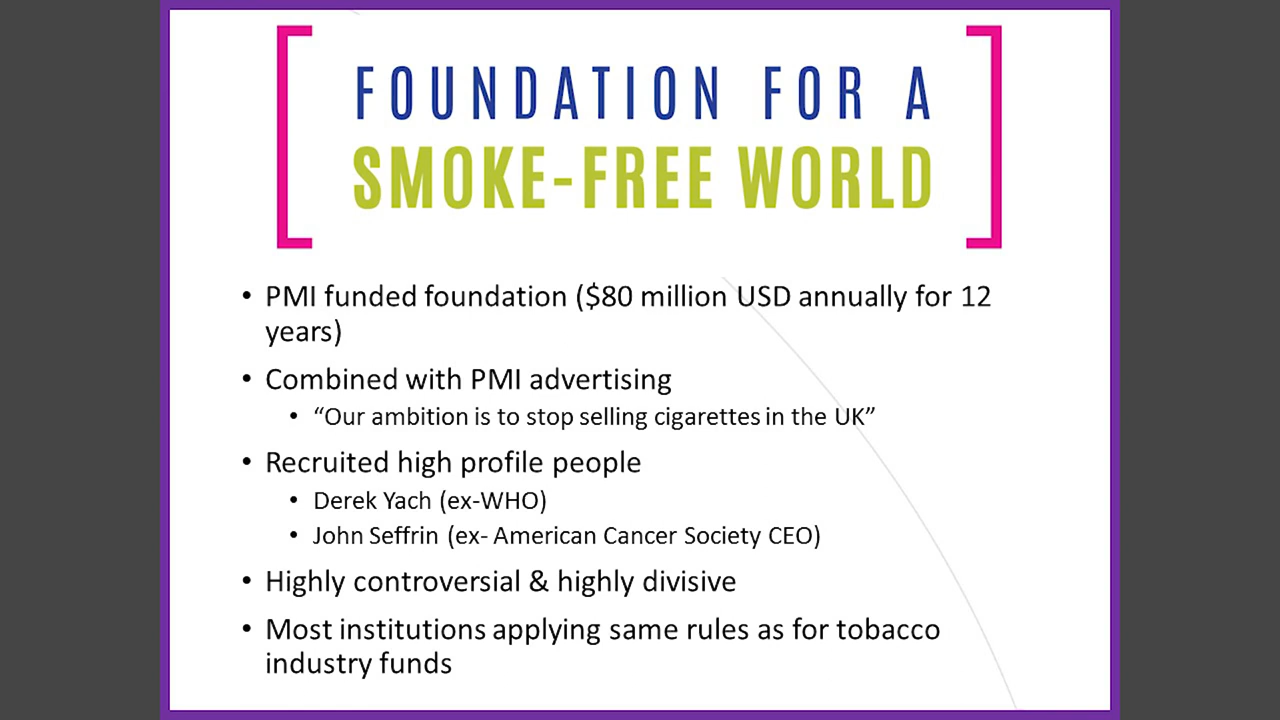 FOUNDATION FOR A
SMOKE-FREE WORLD
• PMI funded foundation ($80 million USD annually for 12
years)
• Combined with PMI advertising
• “Our ambition is to stop selling cigarettes in the UK”
• Recruited high profile people
• Derek Yach (ex-WHO)
• John Seffrin (ex- American Cancer Society CEO)
• Highly controversial & highly divisive
• Most institutions applying same rules as for tobacco
industry funds